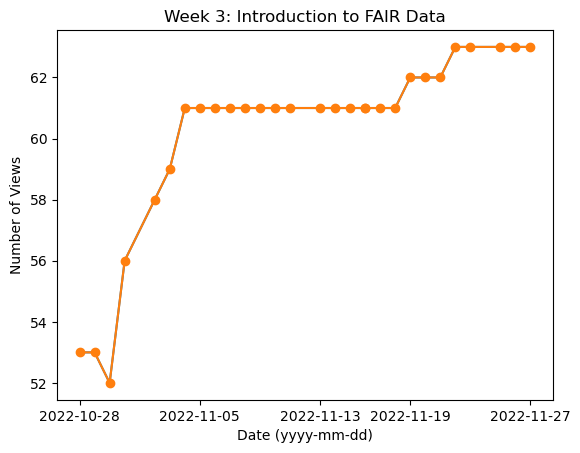 Week 3: Introduction to FAIR Data
Number of Views
62
60
58
56
54
52
2022-10-28 2022-11-05 2022-11-13 2022-11-19 2022-11-27
Date (yyyy-mm-dd)